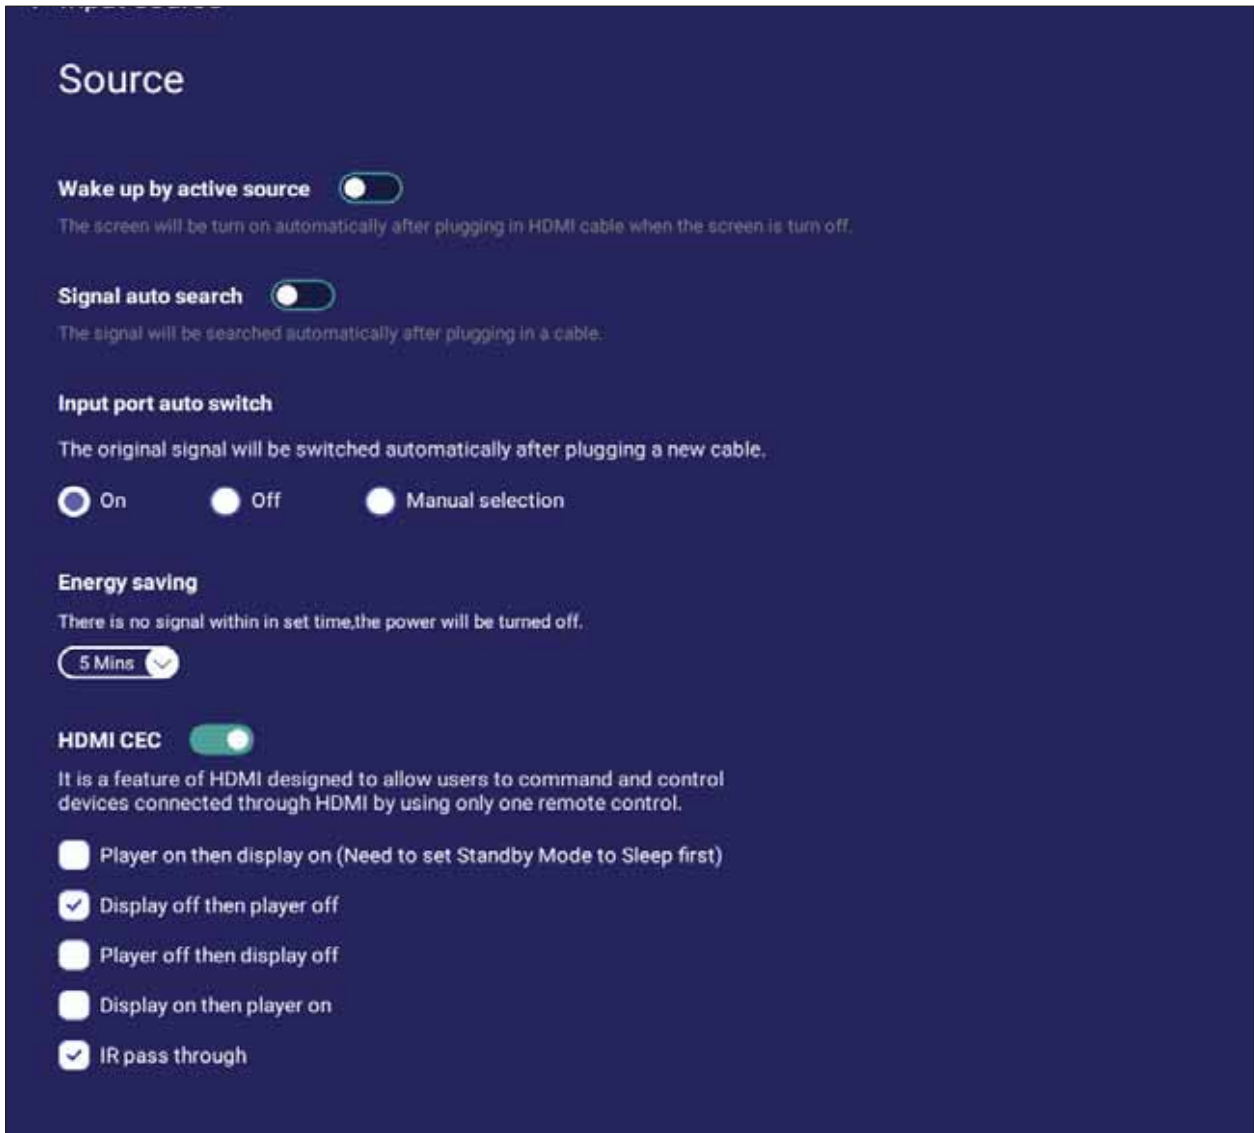 Source
Wake up by active source
The screen will be turn on automatically after plugging in HDMI cable when the screen is turn off.
Signal auto search
The signal will be searched automatically after plugging in a cable.
Input port auto switch
The original signal will be switched automatically after plugging a new cable.
On Off Manual selection
Energy saving
There is no signal within in set time,the power will be turned off.
5 Mins
HDMI CEC
It is a feature of HDMI designed to allow users to command and control
devices connected through HDMI by using only one remote control.
Player on then display on (Need to set Standby Mode to Sleep first)
Display off then player off
Player off then display off
Display on then player on
IR pass through